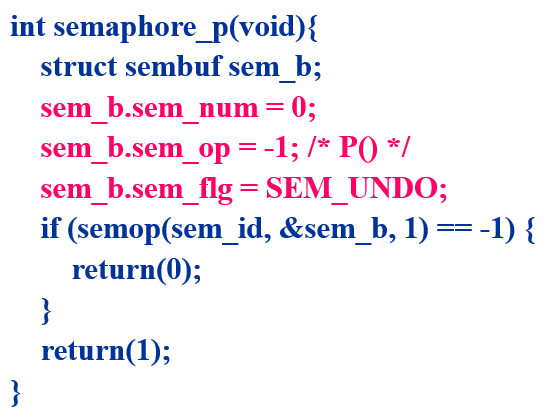 int semaphore_p(void){
struct sembuf sem_b;
sem_b.sem_num = 0;
sem_b.sem_op = -1; /* P() */
sem_b.sem_flg = SEM_UNDO;
if (semop(sem_id, &sem_b, 1) == -1) {
return(0);
}
return(1);
}